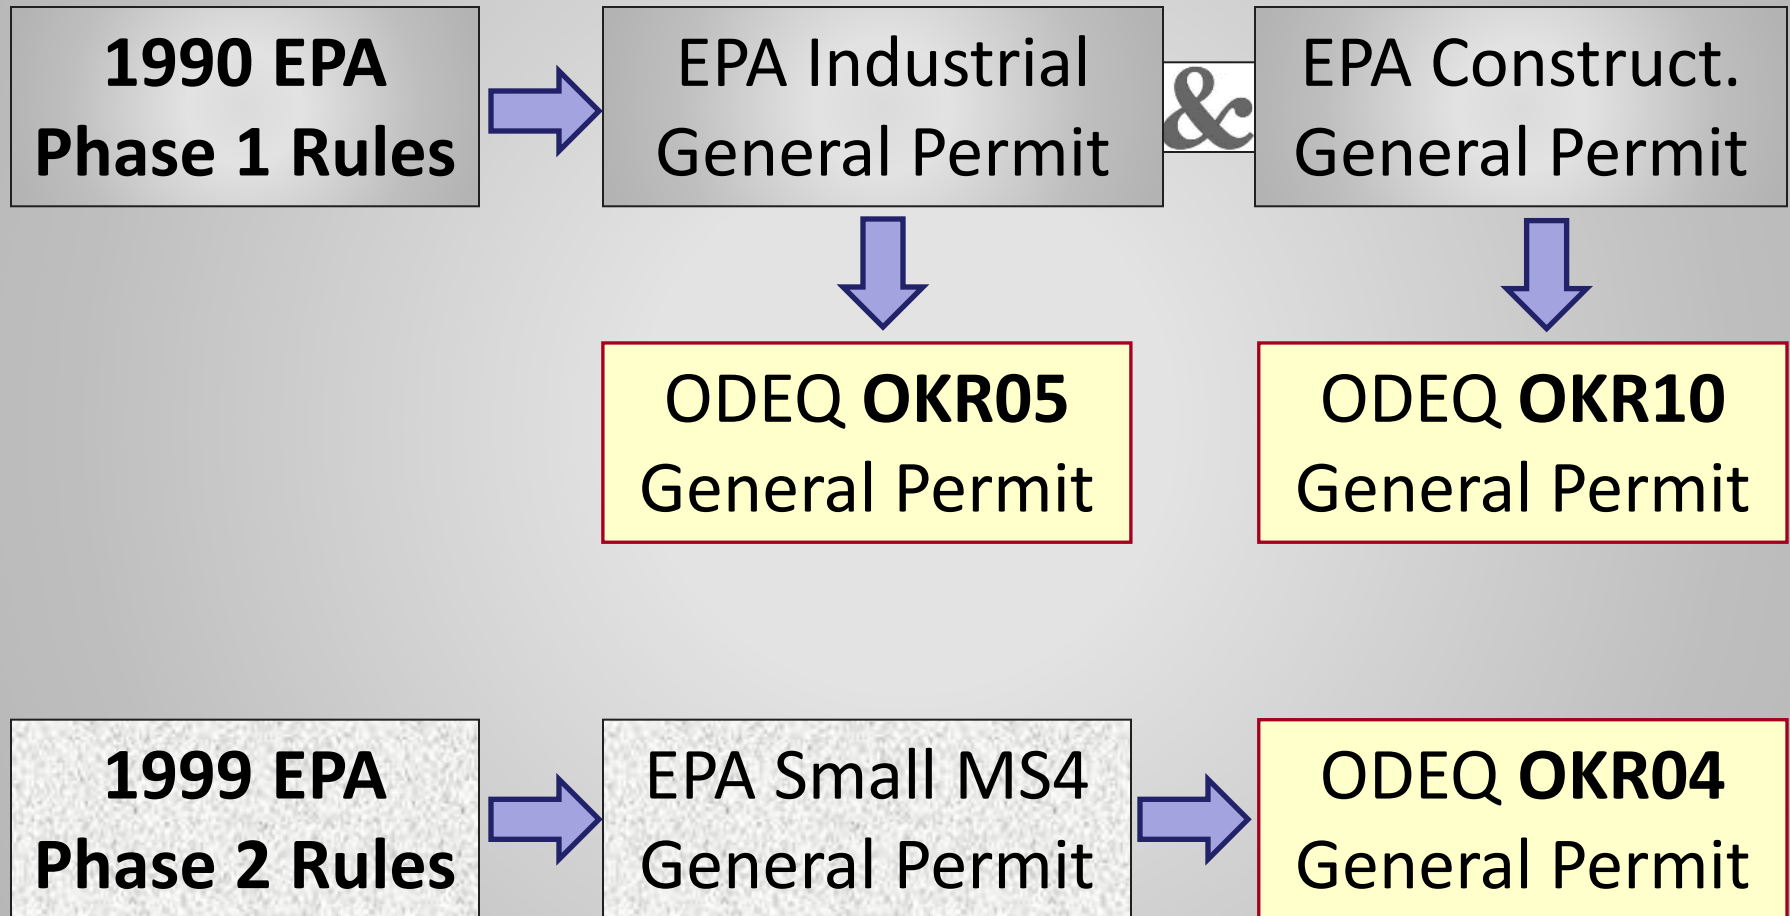 1990 EPA
Phase 1 Rules
EPA Industrial
General Permit
&
EPA Construct.
General Permit
ODEQ OKR05
General Permit
ODEQ OKR10
General Permit
1999 EPA
Phase 2 Rules
EPA Small MS4
General Permit
ODEQ OKR04
General Permit